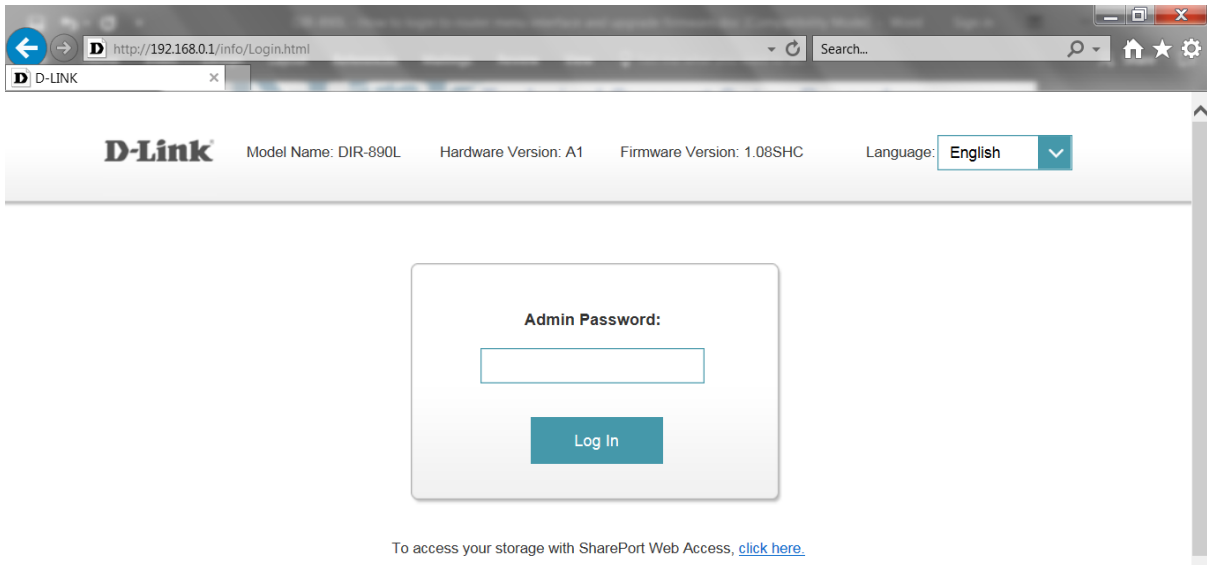 http://192.168.0.1/info/Login.html
Search...
D-LINK
D-Link
Model Name: DIR-890L
Hardware Version: A1
Firmware Version: 1.08SHC
Language:
English
Admin Password:
Log In
To access your storage with SharePort Web Access, click here.